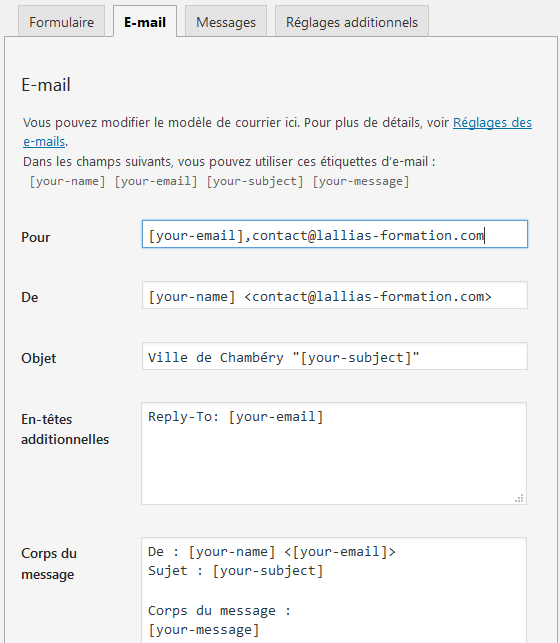 Formulaire E-mail Messages Réglages additionnels
E-mail
Vous pouvez modifier le modèle de courrier ici. Pour plus de détails, voir Réglages des
e-mails.
Dans les champs suivants, vous pouvez utiliser ces étiquettes d'e-mail :
[your-name] [your-email] [your-subject] [your-message]
Pour [your-email],contact@lallias-formation.com
De [your-name] <contact@lallias-formation.com>
Objet Ville de Chambéry "[your-subject]"
En-têtes
additionnelles
Reply-To: [your-email]
Corps du
message
De : [your-name] <[your-email]>
Sujet : [your-subject]
Corps du message :
[your-message]